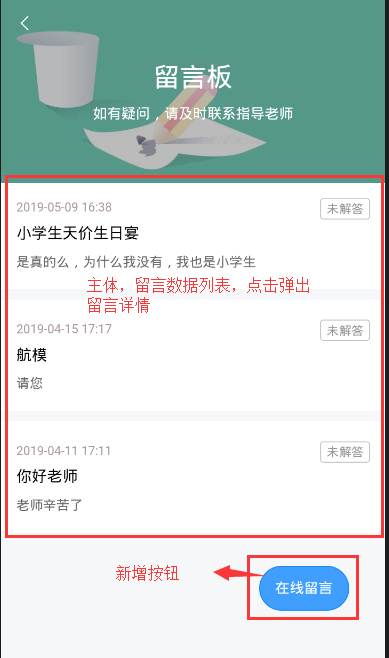 留言板
如有疑问，请及时联系指导老师
2019-05-09 16:38
未解答
小学生天价生日宴
是真的么，为什么我没有，我也是小学生
主体，留言数据列表，点击弹出
留言详情
2019-04-15 17:17
未解答
航模
请您
2019-04-11 17:11
未解答
你好老师
老师辛苦了
新增按钮
在线留言